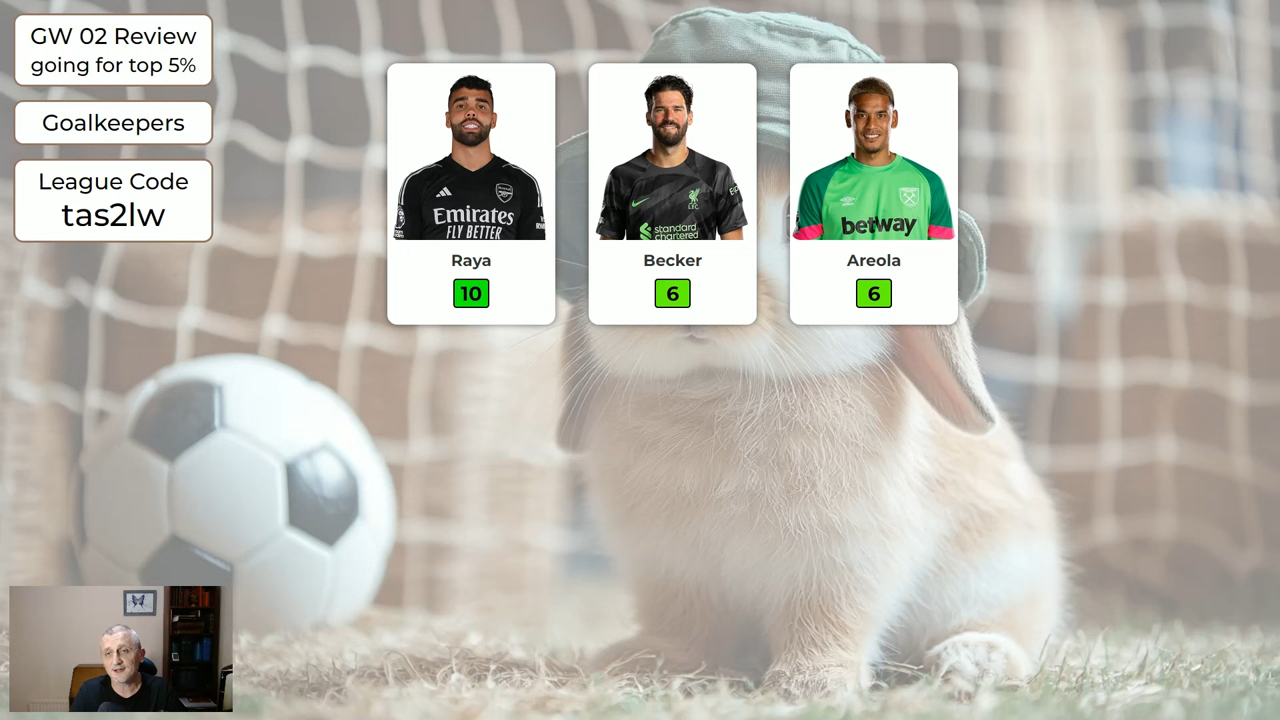 GW 02 Review
going for top 5%
Goalkeepers
League Code
tas2lw
Emirates
FLY BETTER
standard
chartered
betway
Raya
Becker
Areola
10
6
6